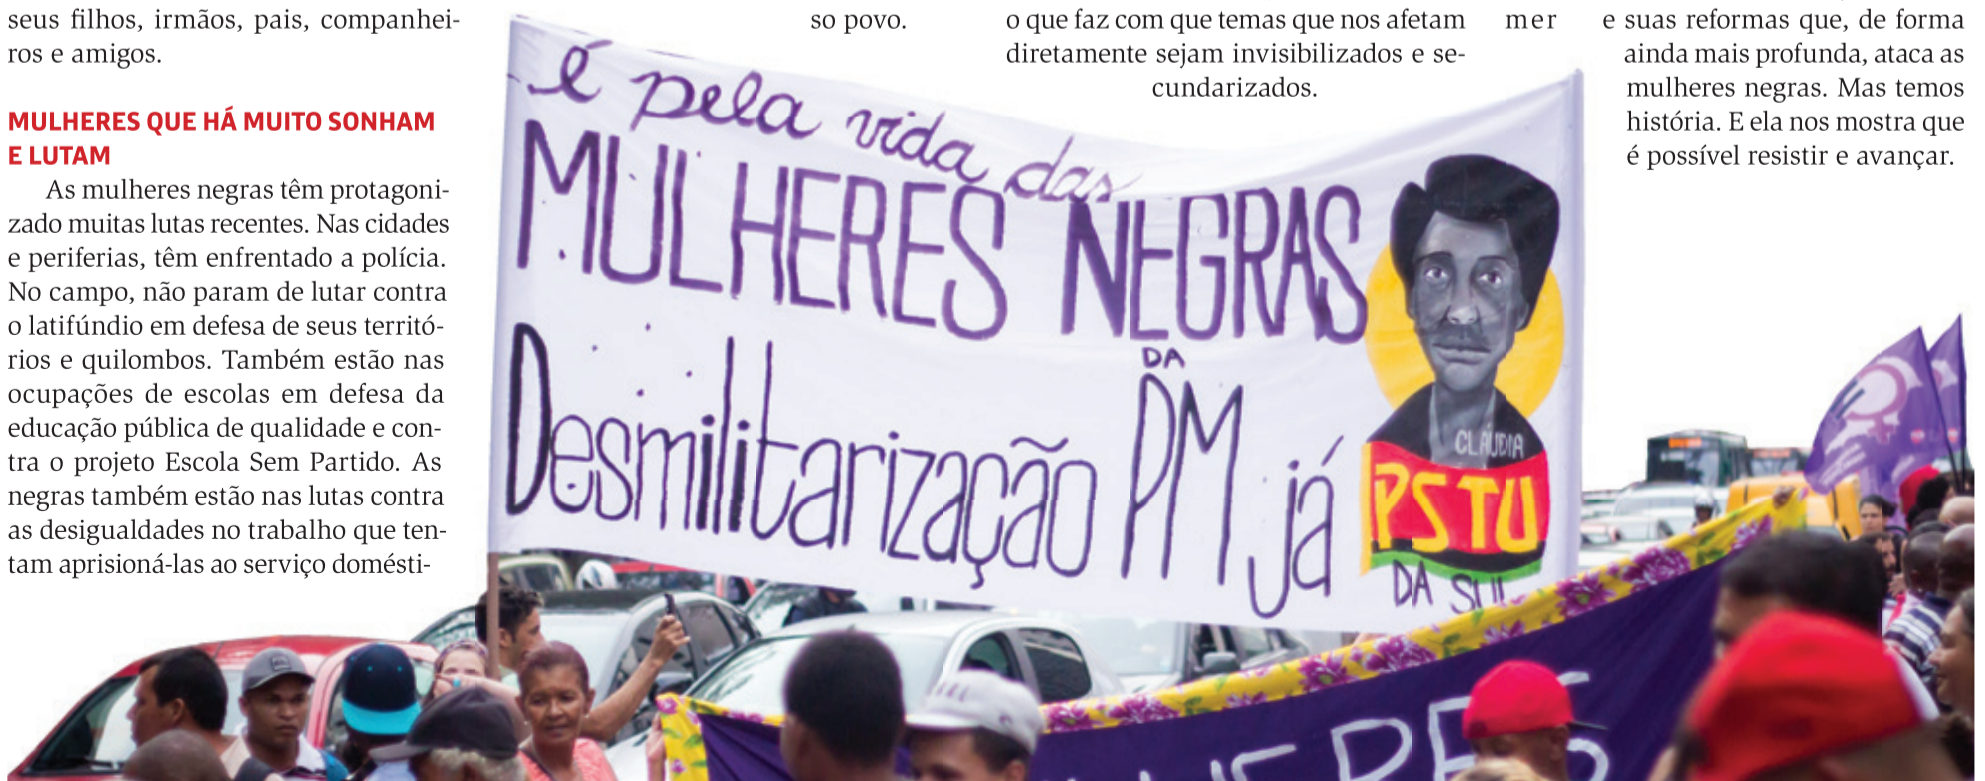 seus filhos, irmãos, pais, companhei-
ros e amigos.
MULHERES QUE HÁ MUITO SONHAM
E LUTAM
As mulheres negras têm protagoni-
zado muitas lutas recentes. Nas cidades
e periferias, têm enfrentado a polícia.
No campo, não param de lutar contra
o latifúndio em defesa de seus territó-
rios e quilombos. Também estão nas
ocupações de escolas em defesa da
educação pública de qualidade e con-
tra o projeto Escola Sem Partido. As
negras também estão nas lutas contra
as desigualdades no trabalho que ten-
tam aprisioná-las ao serviço domésti-
so povo.
o que faz com que temas que nos afetam
diretamente sejam invisibilizados e se-
cundarizados.
mer
e suas reformas que, de forma
ainda mais profunda, ataca as
mulheres negras. Mas temos
história. E ela nos mostra que
é possível resistir e avançar.
é pela vida das
MULHERES NEGRAS
Desmilitarização DA PM já
CLÁUDIA
PSTU
DA SUL